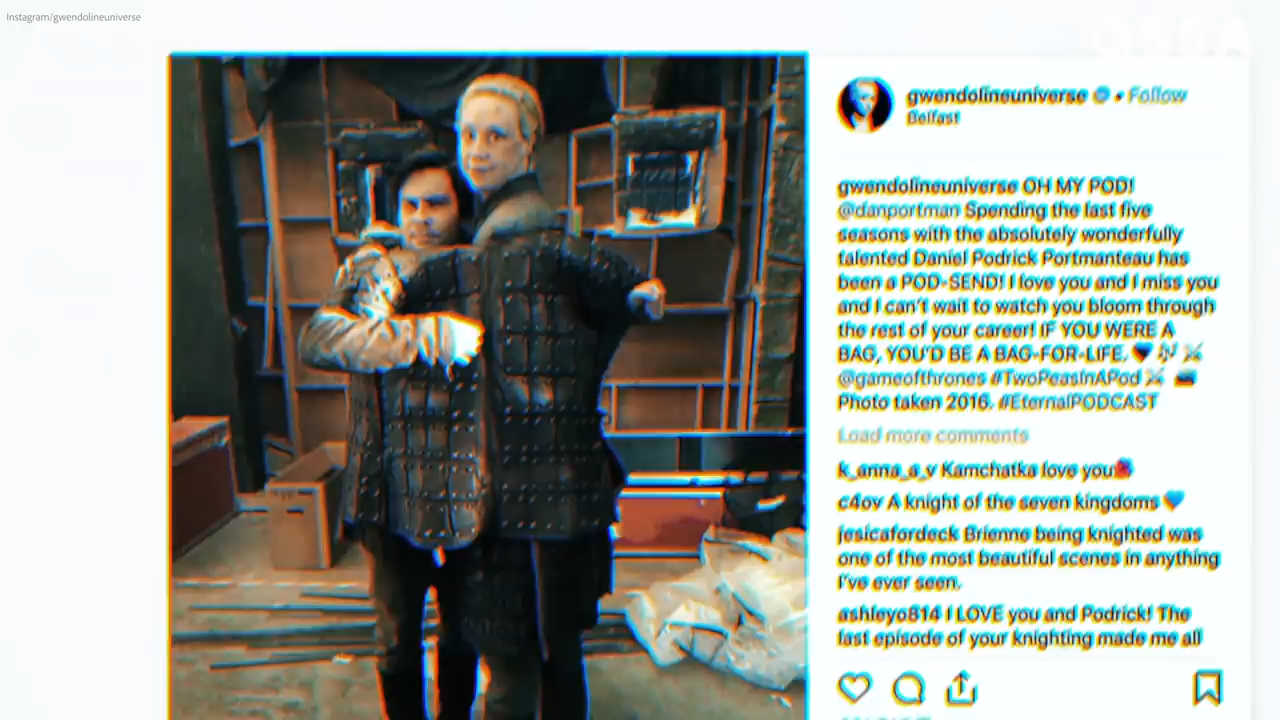 Instagram/gwendolineuniverse
QSSA
gwendolineuniverse • Follow
Belfast
gwendolineuniverse OH MY POD!
@danportman Spending the last five
seasons with the absolutely wonderfully
talented Daniel Podrick Portmanteau has
been a POD-SEND! I love you and I miss you
and I can't wait to watch you bloom through
the rest of your career! IF YOU WERE A
BAG, YOU'D BE A BAG-FOR-LIFE. 🖤 🎶 ⚔️
@gameofthrones #TwoPeasInAPod ⚔️
Photo taken 2016. #EternalPODCAST
Load more comments
k_anna_a_v Kamchatka love you
c4ov A knight of the seven kingdoms 💙
jesicafordeck Brienne being knighted was
one of the most beautiful scenes in anything
I've ever seen.
ashleyo814 I LOVE you and Podrick! The
last episode of your knighting made me all